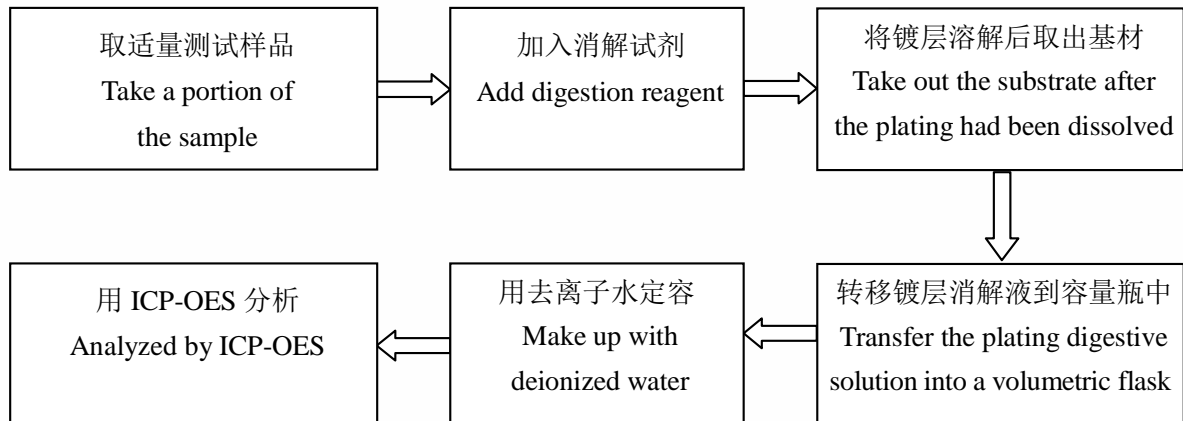 取适量测试样品
Take a portion of
the sample
加入消解试剂
Add digestion reagent
将镀层溶解后取出基材
Take out the substrate after
the plating had been dissolved
转移镀层消解液到容量瓶中
Transfer the plating digestive
solution into a volumetric flask
用去离子水定容
Make up with
deionized water
用 ICP-OES 分析
Analyzed by ICP-OES